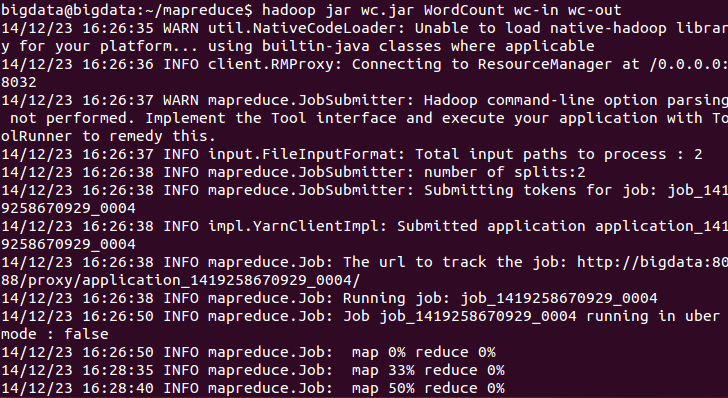 bigdata@bigdata:~/mapreduce$ hadoop jar wc.jar WordCount wc-in wc-out
14/12/23 16:26:35 WARN util.NativeCodeLoader: Unable to load native-hadoop librar
y for your platform... using builtin-java classes where applicable
14/12/23 16:26:36 INFO client.RMProxy: Connecting to ResourceManager at /0.0.0.0:
8032
14/12/23 16:26:37 WARN mapreduce.JobSubmitter: Hadoop command-line option parsing
 not performed. Implement the Tool interface and execute your application with To
olRunner to remedy this.
14/12/23 16:26:37 INFO input.FileInputFormat: Total input paths to process : 2
14/12/23 16:26:38 INFO mapreduce.JobSubmitter: number of splits:2
14/12/23 16:26:38 INFO mapreduce.JobSubmitter: Submitting tokens for job: job_141
9258670929_0004
14/12/23 16:26:38 INFO impl.YarnClientImpl: Submitted application application_141
9258670929_0004
14/12/23 16:26:38 INFO mapreduce.Job: The url to track the job: http://bigdata:80
88/proxy/application_1419258670929_0004/
14/12/23 16:26:38 INFO mapreduce.Job: Running job: job_1419258670929_0004
14/12/23 16:26:50 INFO mapreduce.Job: Job job_1419258670929_0004 running in uber 
mode : false
14/12/23 16:26:50 INFO mapreduce.Job:  map 0% reduce 0%
14/12/23 16:28:35 INFO mapreduce.Job:  map 33% reduce 0%
14/12/23 16:28:40 INFO mapreduce.Job:  map 50% reduce 0%